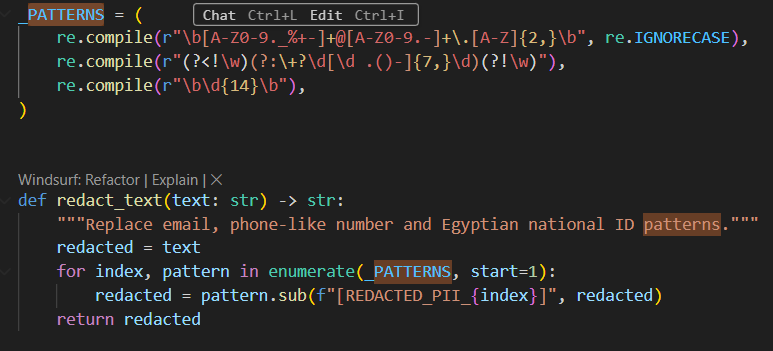 _PATTERNS = (
Chat Ctrl+L Edit Ctrl+I
re.compile(r"\b[A-Z0-9._%+-]+@[A-Z0-9.-]+\.[A-Z]{2,}\b", re.IGNORECASE),
re.compile(r"(?<!\w)(?:\+?\d[\d .()-]{7,}\d)(?!\w)"),
re.compile(r"\b\d{14}\b"),
)
Windsurf: Refactor | Explain | ×
def redact_text(text: str) -> str:
"""Replace email, phone-like number and Egyptian national ID patterns."""
redacted = text
for index, pattern in enumerate(_PATTERNS, start=1):
redacted = pattern.sub(f"[REDACTED_PII_{index}]", redacted)
return redacted